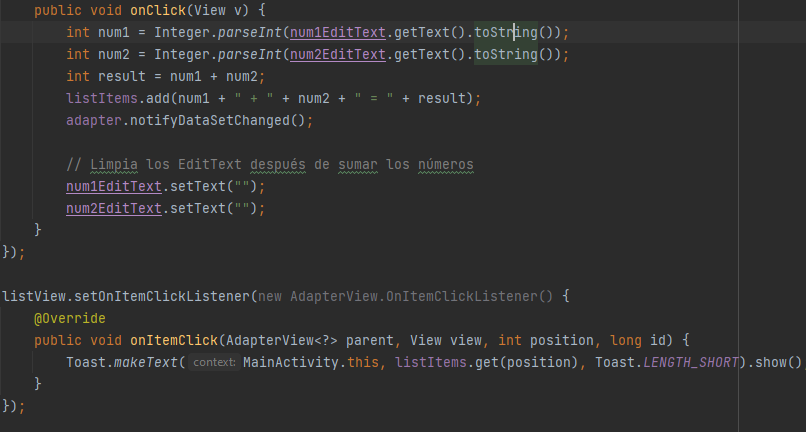 public void onClick(View v) {
int num1 = Integer.parseInt(num1EditText.getText().toString());
int num2 = Integer.parseInt(num2EditText.getText().toString());
int result = num1 + num2;
listItems.add(num1 + " + " + num2 + " = " + result);
adapter.notifyDataSetChanged();
// Limpia los EditText después de sumar los números
num1EditText.setText("");
num2EditText.setText("");
}
});
listView.setOnItemClickListener(new AdapterView.OnItemClickListener() {
@Override
public void onItemClick(AdapterView<?> parent, View view, int position, long id) {
Toast.makeText( context: MainActivity.this, listItems.get(position), Toast.LENGTH_SHORT).show()
}
});